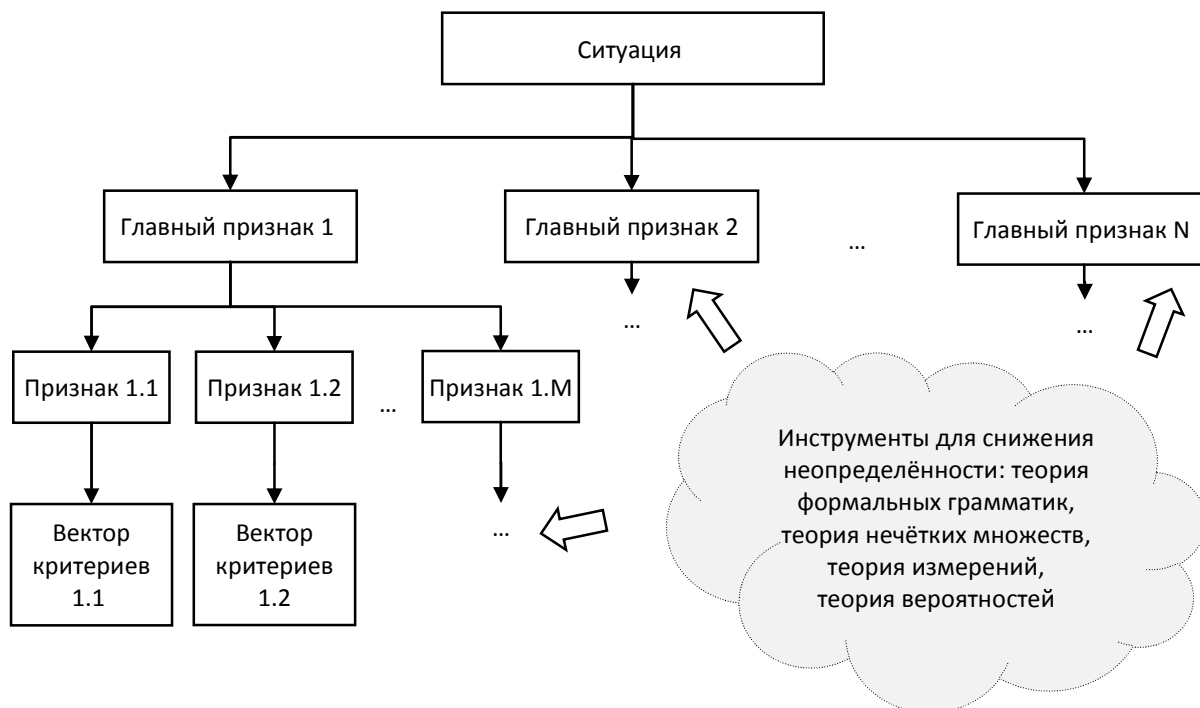 Ситуация
Главный признак 1
Главный признак 2
...
Главный признак N
...
...
Признак 1.1
Признак 1.2
...
Признак 1.M
Вектор
критериев
1.1
Вектор
критериев
1.2
...
Инструменты для снижения
неопределённости: теория
формальных грамматик,
теория нечётких множеств,
теория измерений,
теория вероятностей